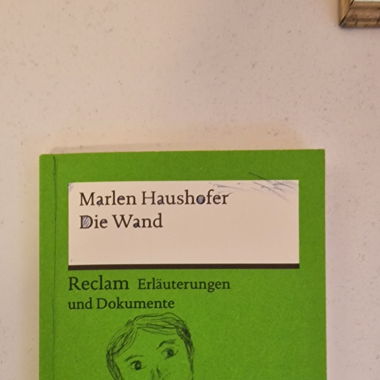 Marlen Haushofer
Die Wand
Reclam Erläuterungen
und Dokumente